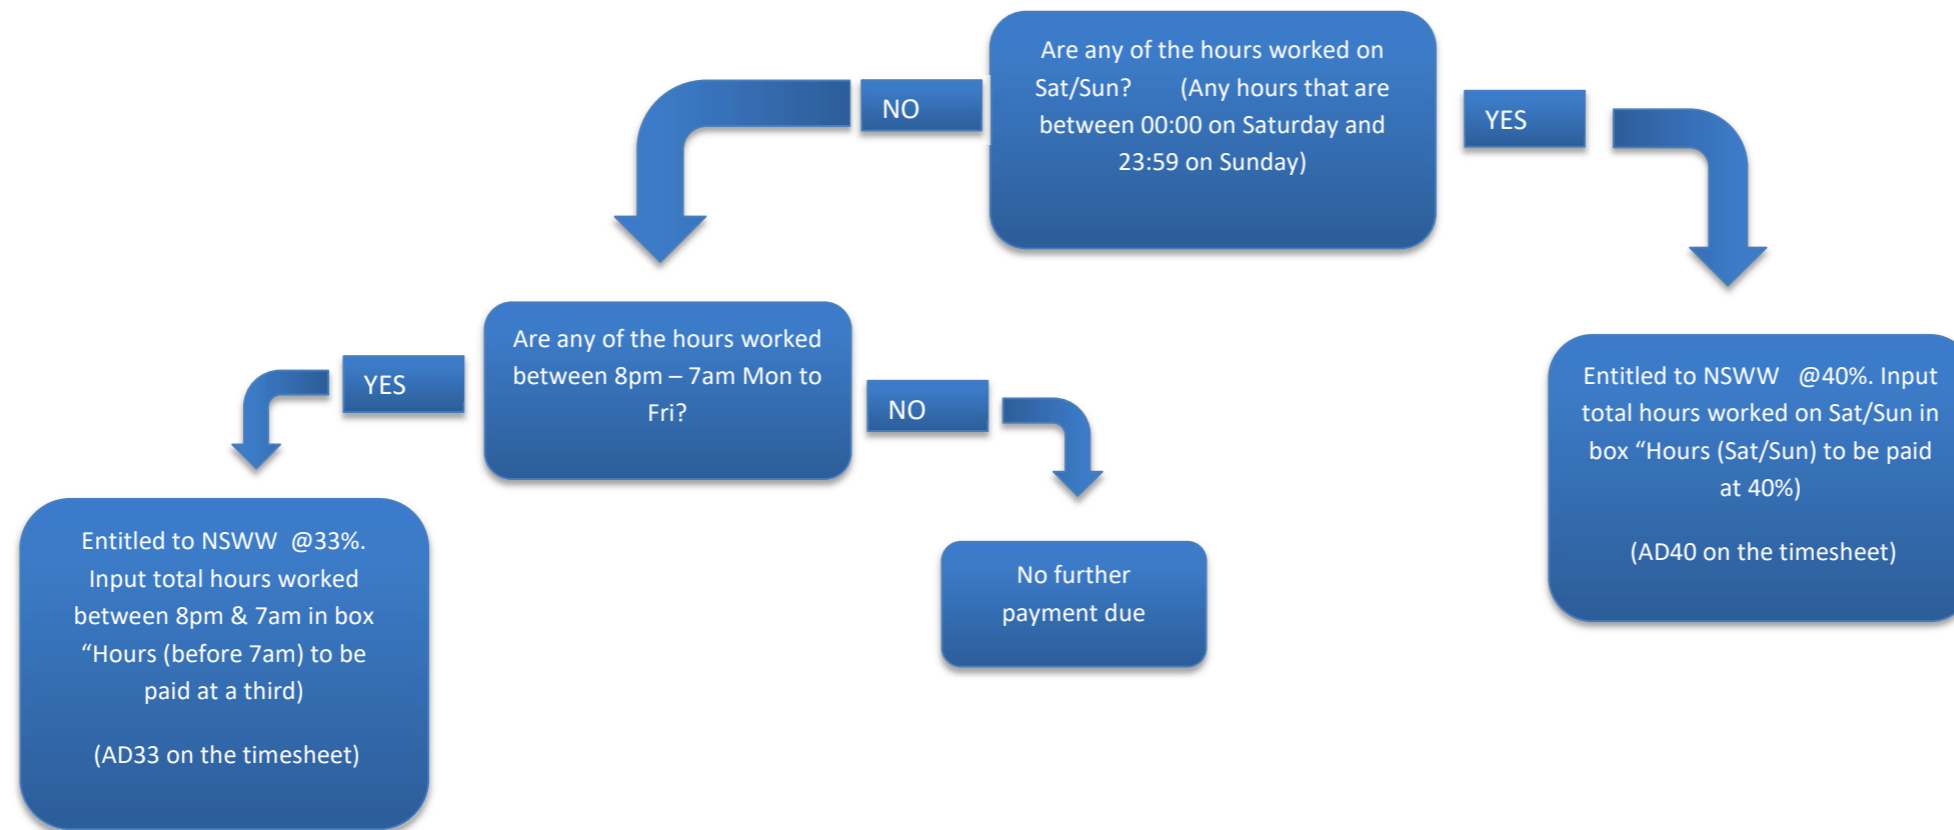 Are any of the hours worked on
Sat/Sun? (Any hours that are
between 00:00 on Saturday and
23:59 on Sunday)
NO
YES
Are any of the hours worked
between 8pm – 7am Mon to
Fri?
YES
NO
Entitled to NSWW @40%. Input
total hours worked on Sat/Sun in
box “Hours (Sat/Sun) to be paid
at 40%)
(AD40 on the timesheet)
Entitled to NSWW @33%.
Input total hours worked
between 8pm & 7am in box
“Hours (before 7am) to be
paid at a third)
(AD33 on the timesheet)
No further
payment due